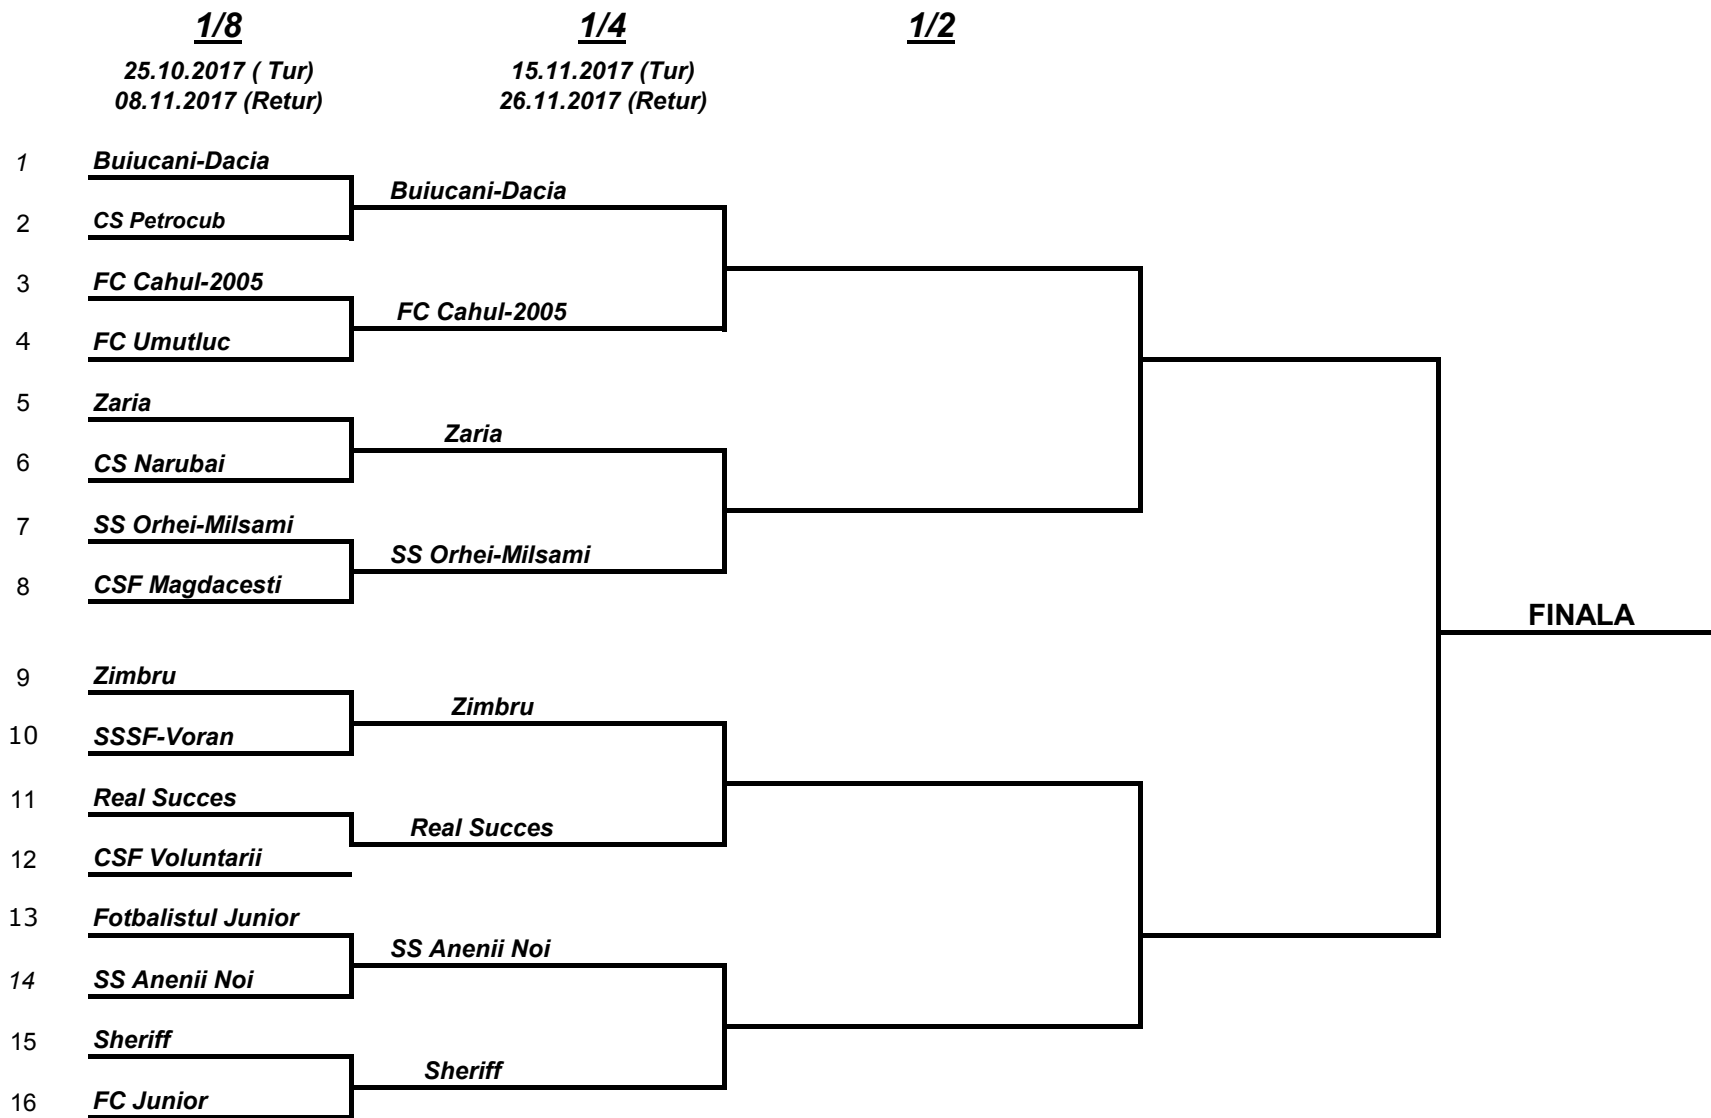 1/8 1/4 1/2
25.10.2017 ( Tur) 15.11.2017 (Tur)
08.11.2017 (Retur) 26.11.2017 (Retur)
1 Buiucani-Dacia
Buiucani-Dacia
2 CS Petrocub
3 FC Cahul-2005
FC Cahul-2005
4 FC Umutluc
5 Zaria
Zaria
6 CS Narubai
7 SS Orhei-Milsami
SS Orhei-Milsami
8 CSF Magdacesti
FINALA
9 Zimbru
Zimbru
10 SSSF-Voran
11 Real Succes
Real Succes
12 CSF Voluntarii
13 Fotbalistul Junior
SS Anenii Noi
14 SS Anenii Noi
15 Sheriff
Sheriff
16 FC Junior